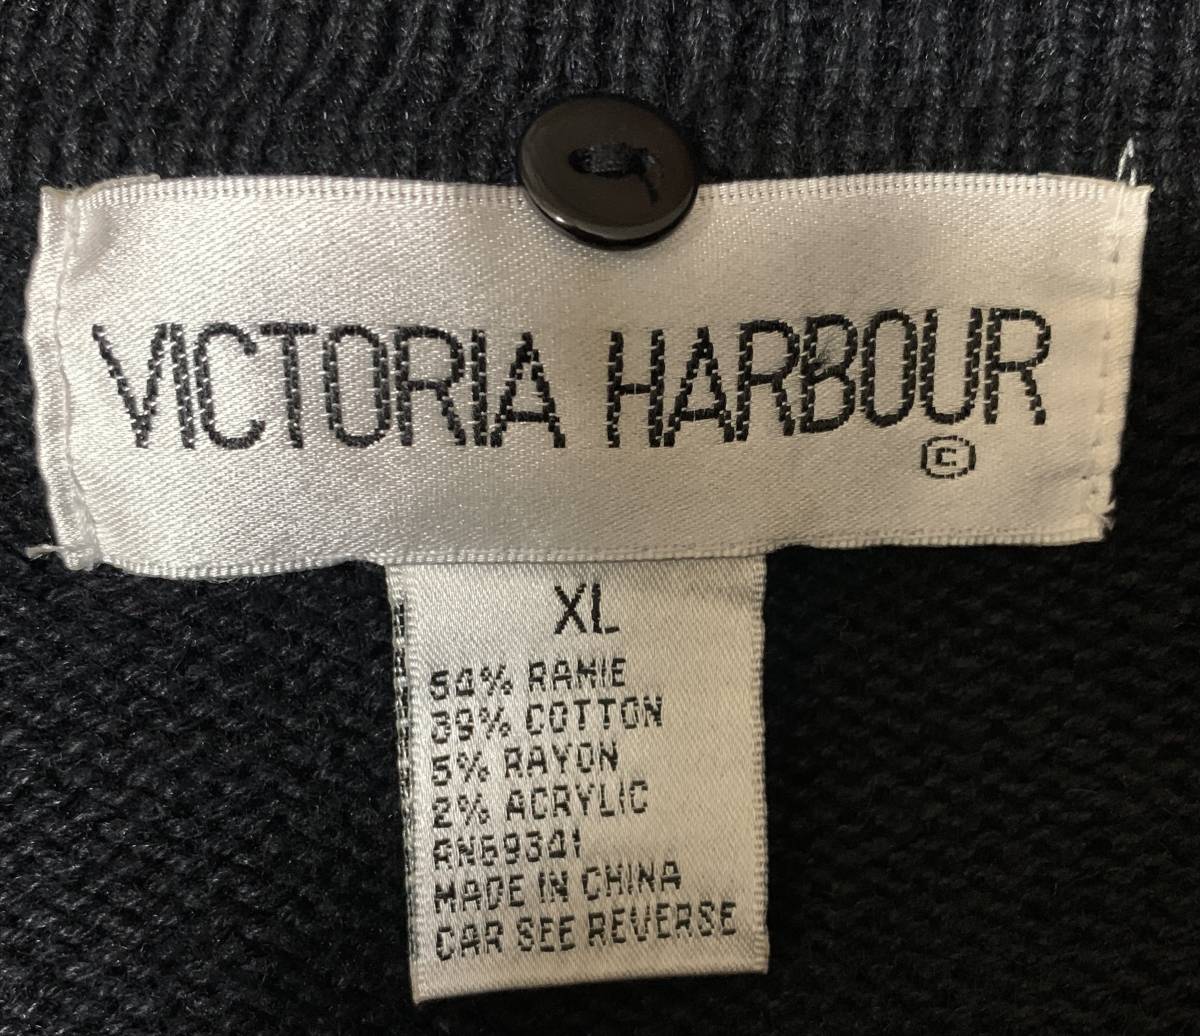 VICTORIA HARBOUR
©
XL
54% RAMIE
39% COTTON
5% RAYON
2% ACRYLIC
RN69341
MADE IN CHINA
CAR SEE REVERSE